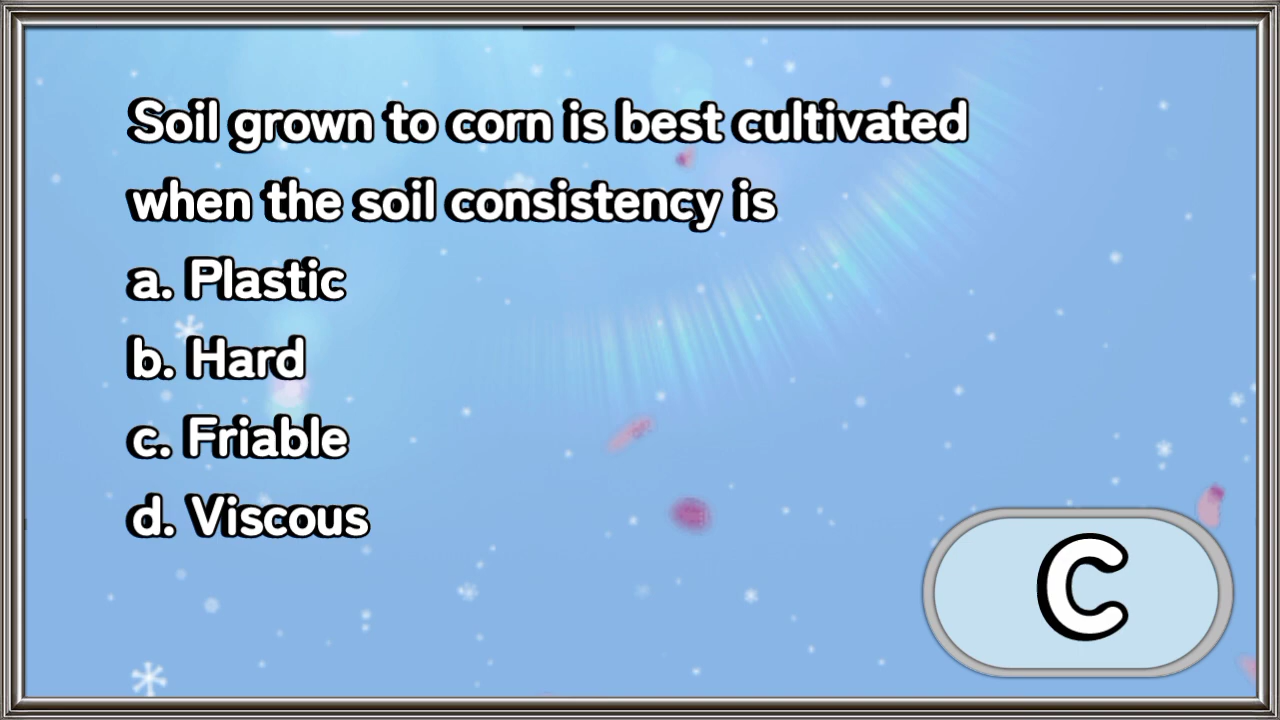 Soil grown to corn is best cultivated
when the soil consistency is
a. Plastic
b. Hard
c. Friable
d. Viscous
C